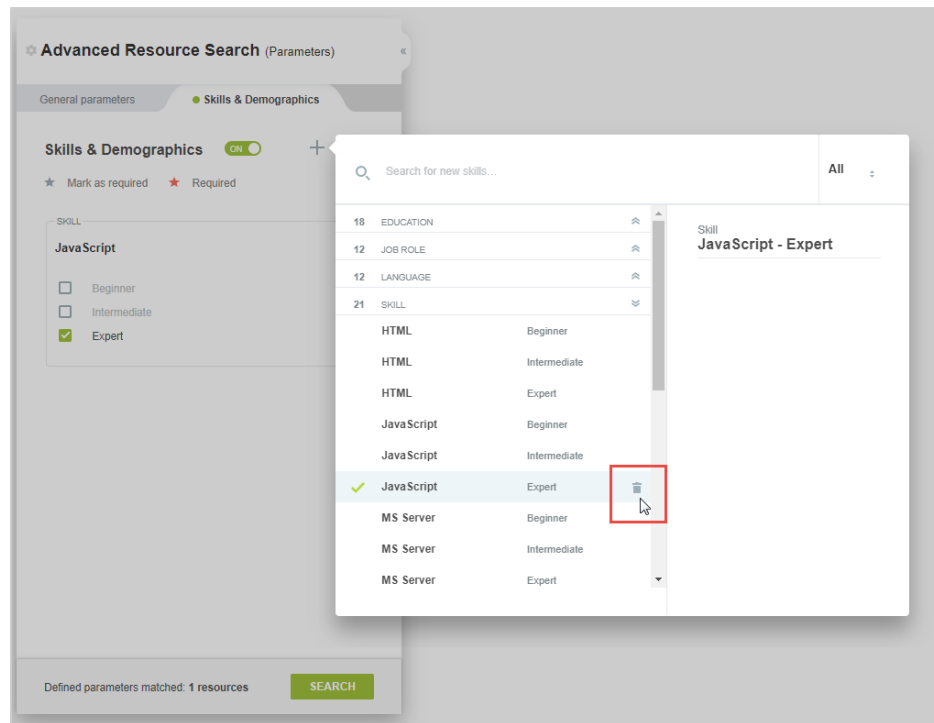 Advanced Resource Search (Parameters) «
General parameters
Skills & Demographics
Skills & Demographics ON
Mark as required
Required
SKILL
JavaScript
Beginner
Intermediate
Expert
Defined parameters matched: 1 resources
SEARCH
Search for new skills...
All
18 EDUCATION
12 JOB ROLE
12 LANGUAGE
21 SKILL
HTML Beginner
HTML Intermediate
HTML Expert
JavaScript Beginner
JavaScript Intermediate
JavaScript Expert
MS Server Beginner
MS Server Intermediate
MS Server Expert
Skill
JavaScript - Expert